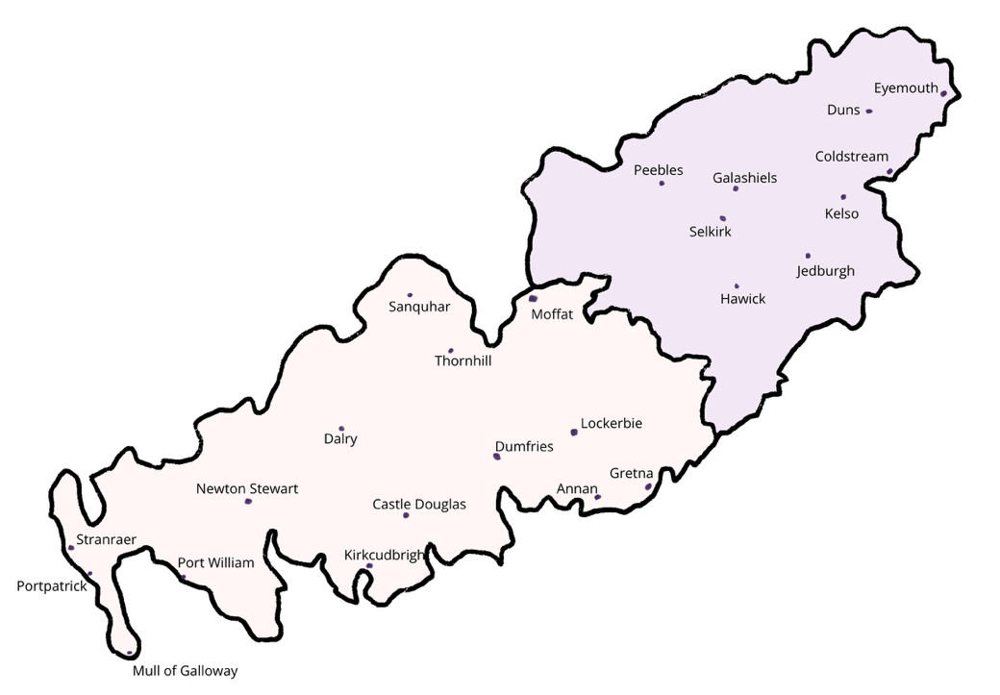 Eyemouth
Duns
Coldstream
Peebles
Galashiels
Kelso
Selkirk
Jedburgh
Hawick
Sanquhar
Moffat
Thornhill
Lockerbie
Dalry
Dumfries
Gretna
Newton Stewart
Annan
Castle Douglas
Stranraer
Kirkcudbrigh
Port William
Portpatrick
Mull of Galloway